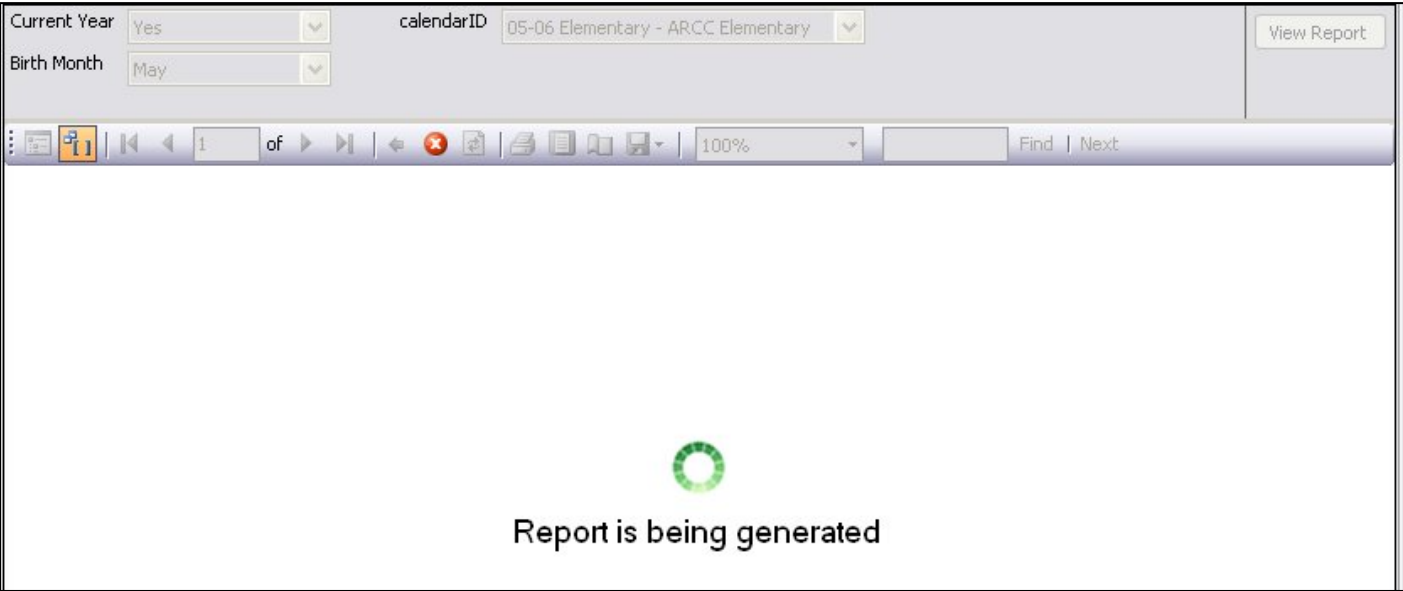 Current Year Yes calendarID 05-06 Elementary - ARCC Elementary View Report
Birth Month May
1 of 100% Find | Next
Report is being generated